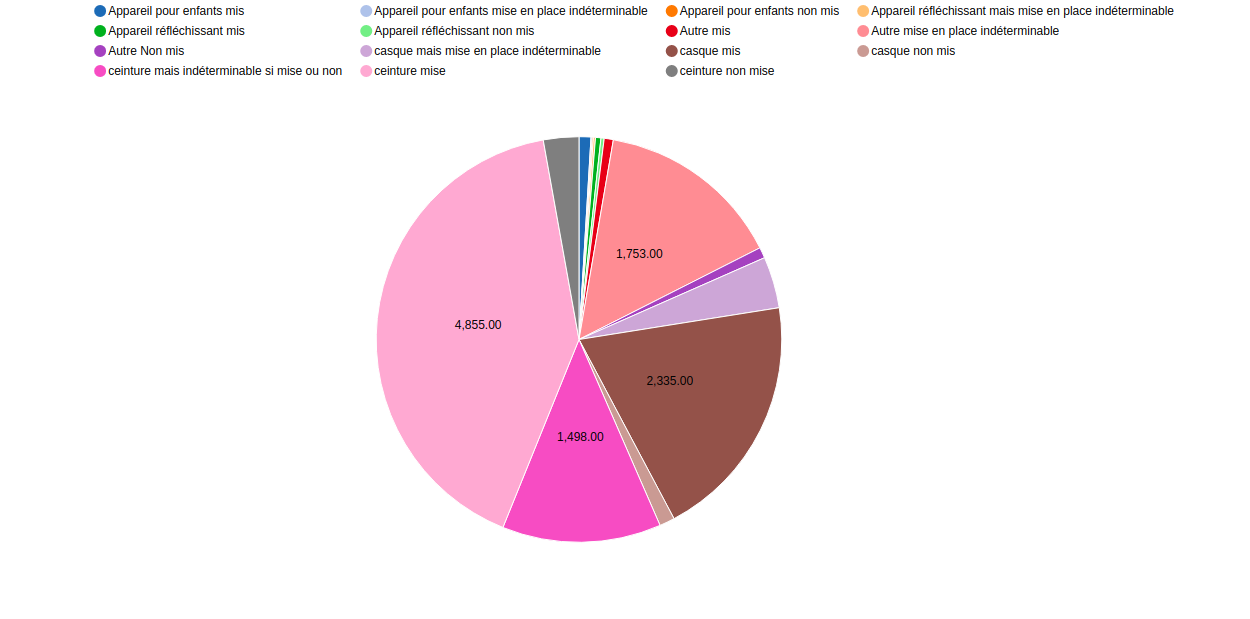 Appareil pour enfants mis Appareil pour enfants mise en place indéterminable Appareil pour enfants non mis Appareil réfléchissant mais mise en place indéterminable
Appareil réfléchissant mis Appareil réfléchissant non mis Autre mis Autre mise en place indéterminable
Autre Non mis casque mais mise en place indéterminable casque mis casque non mis
ceinture mais indéterminable si mise ou non ceinture mise ceinture non mise
1,753.00
4,855.00
2,335.00
1,498.00